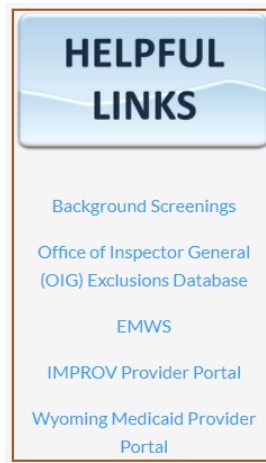 HELPFUL
LINKS
Background Screenings
Office of Inspector General
(OIG) Exclusions Database
EMWS
IMPROV Provider Portal
Wyoming Medicaid Provider
Portal